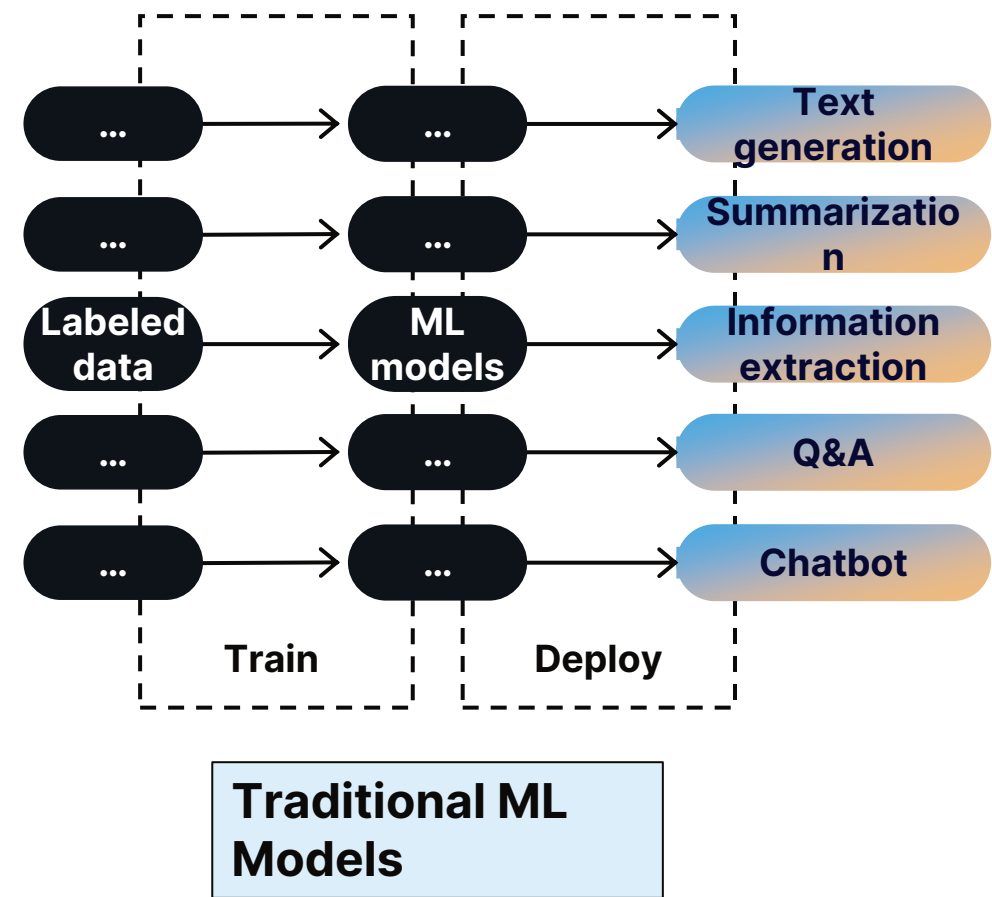 ...
...
Text
generation
...
...
Summarizatio
n
Labeled
data
ML
models
Information
extraction
...
...
Q&A
...
...
Chatbot
Train
Deploy
Traditional ML
Models